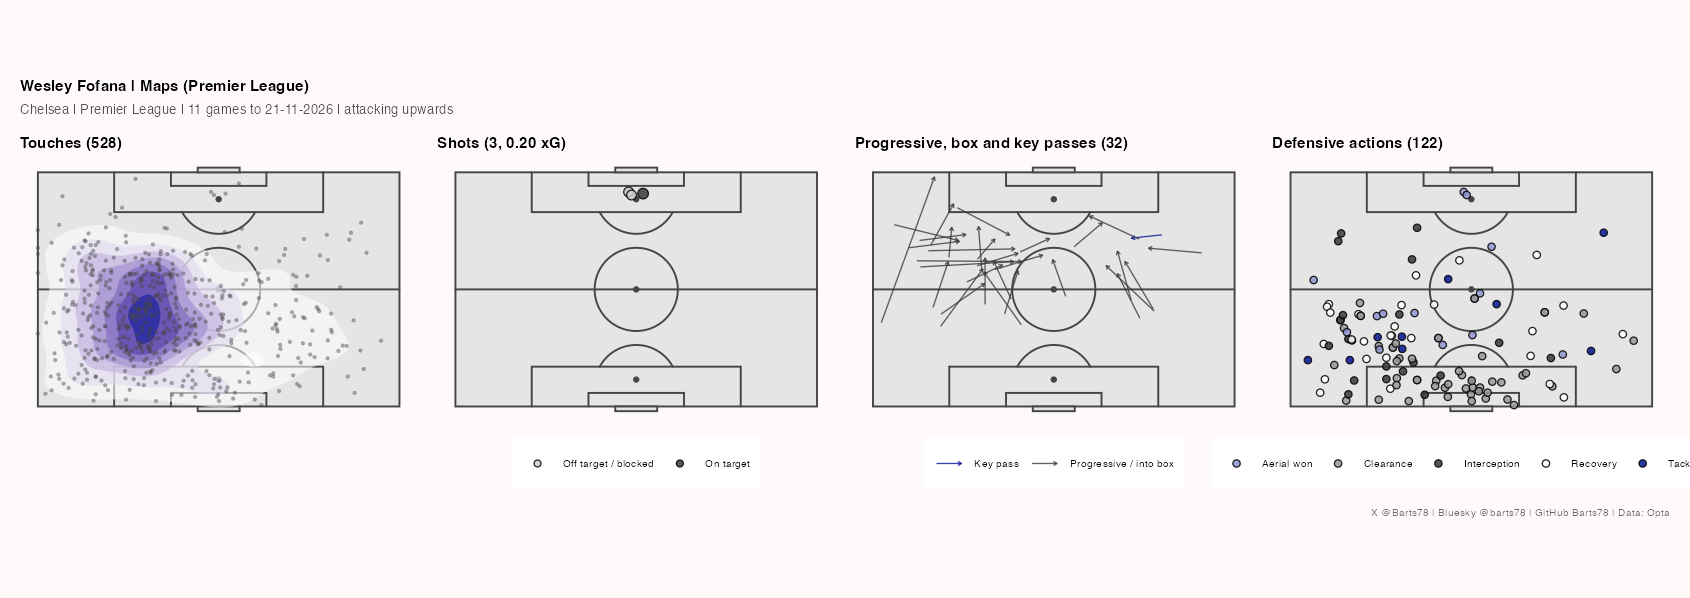 Wesley Fofana | Maps (Premier League)
Chelsea | Premier League | 11 games to 21-11-2026 | attacking upwards
Touches (528)
Shots (3, 0.20 xG)
Progressive, box and key passes (32)
Defensive actions (122)
Off target / blocked
On target
Key pass
Progressive / into box
Aerial won
Clearance
Interception
Recovery
Tack
X @Barts78 | Bluesky @barts78 | GitHub Barts78 | Data: Opta